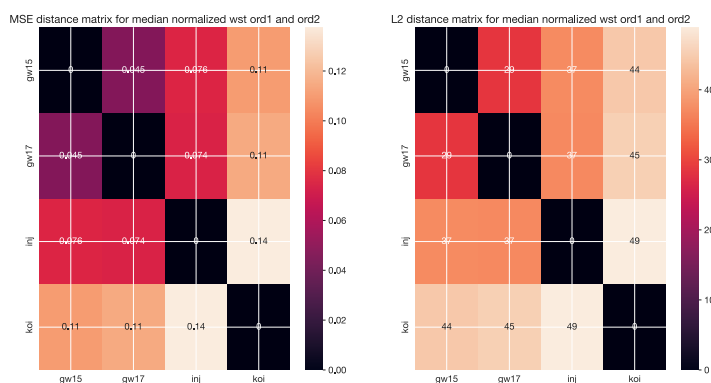 MSE distance matrix for median normalized wst ord1 and ord2
gw15 0 0.045 0.076 0.11
gw17 0.045 0 0.074 0.11
inj 0.076 0.074 0 0.14
koi 0.11 0.11 0.14 0
gw15 gw17 inj koi
0.12
0.10
0.08
0.06
0.04
0.02
0.00
L2 distance matrix for median normalized wst ord1 and ord2
gw15 0 29 37 44
gw17 29 0 37 45
inj 37 37 0 49
koi 44 45 49 0
gw15 gw17 inj koi
40
30
20
10
0